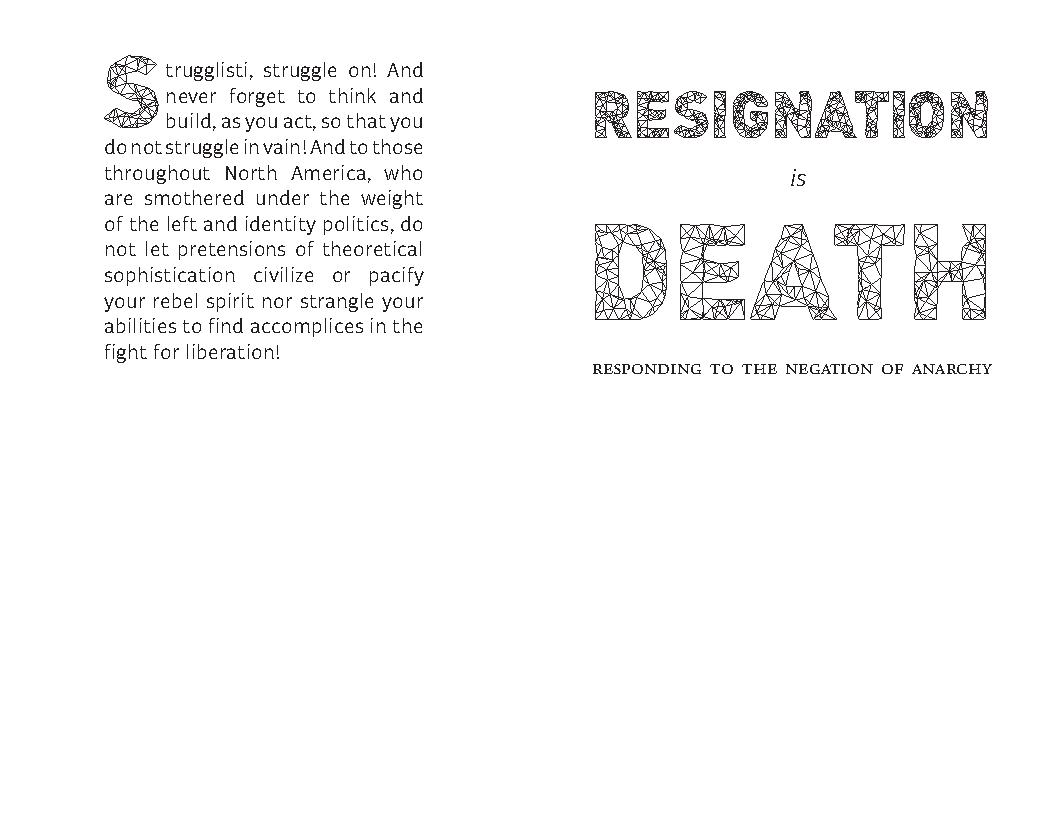 Strugglisti, struggle on! And
never forget to think and
build, as you act, so that you
do not struggle in vain! And to those
throughout North America, who
are smothered under the weight
of the left and identity politics, do
not let pretensions of theoretical
sophistication civilize or pacify
your rebel spirit nor strangle your
abilities to find accomplices in the
fight for liberation!
RESIGNATION
is
DEATH
RESPONDING TO THE NEGATION OF ANARCHY